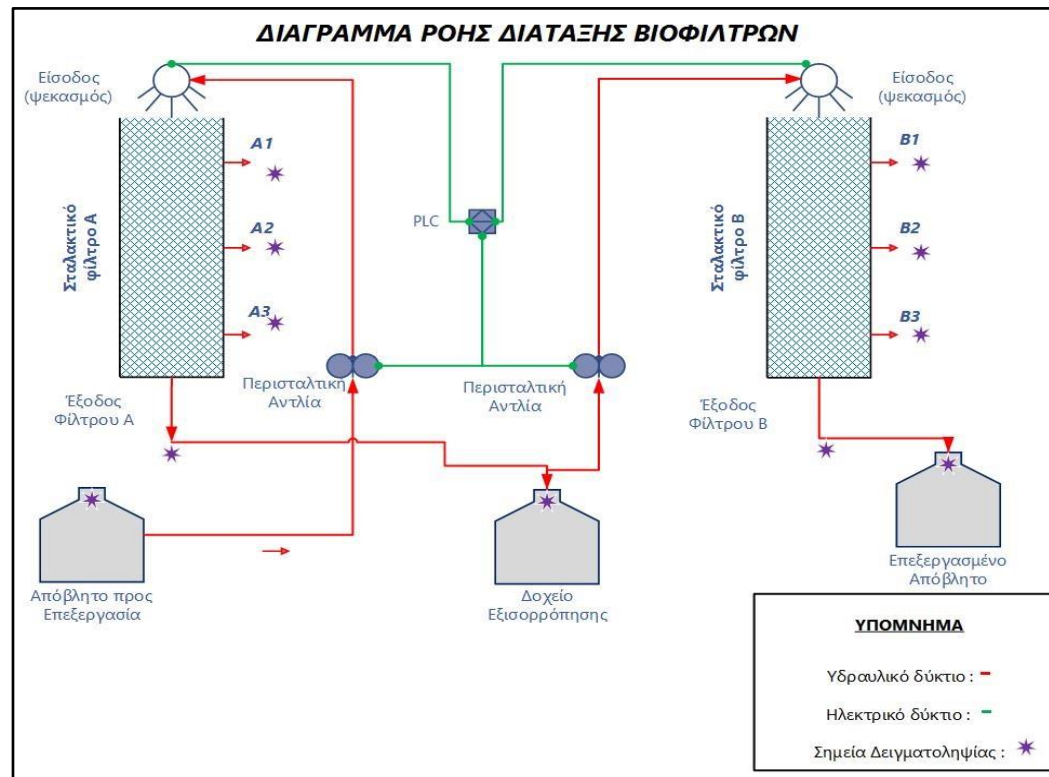 ΔΙΑΓΡΑΜΜΑ ΡΟΗΣ ΔΙΑΤΑΞΗΣ ΒΙΟΦΙΛΤΡΩΝ
Είσοδος
(ψεκασμός)
Είσοδος
(ψεκασμός)
A1
A2
A3
Σταλακτικό
φίλτρο Α
PLC
B1
B2
B3
Σταλακτικό
φίλτρο Β
Περισταλτική
Αντλία
Περισταλτική
Αντλία
Έξοδος
Φίλτρου Α
Έξοδος
Φίλτρου Β
Απόβλητο προς
Επεξεργασία
Δοχείο
Εξισορρόπησης
Επεξεργασμένο
Απόβλητο
ΥΠΟΜΝΗΜΑ
Υδραυλικό δύκτιο :
Ηλεκτρικό δύκτιο :
Σημεία Δειγματοληψίας :